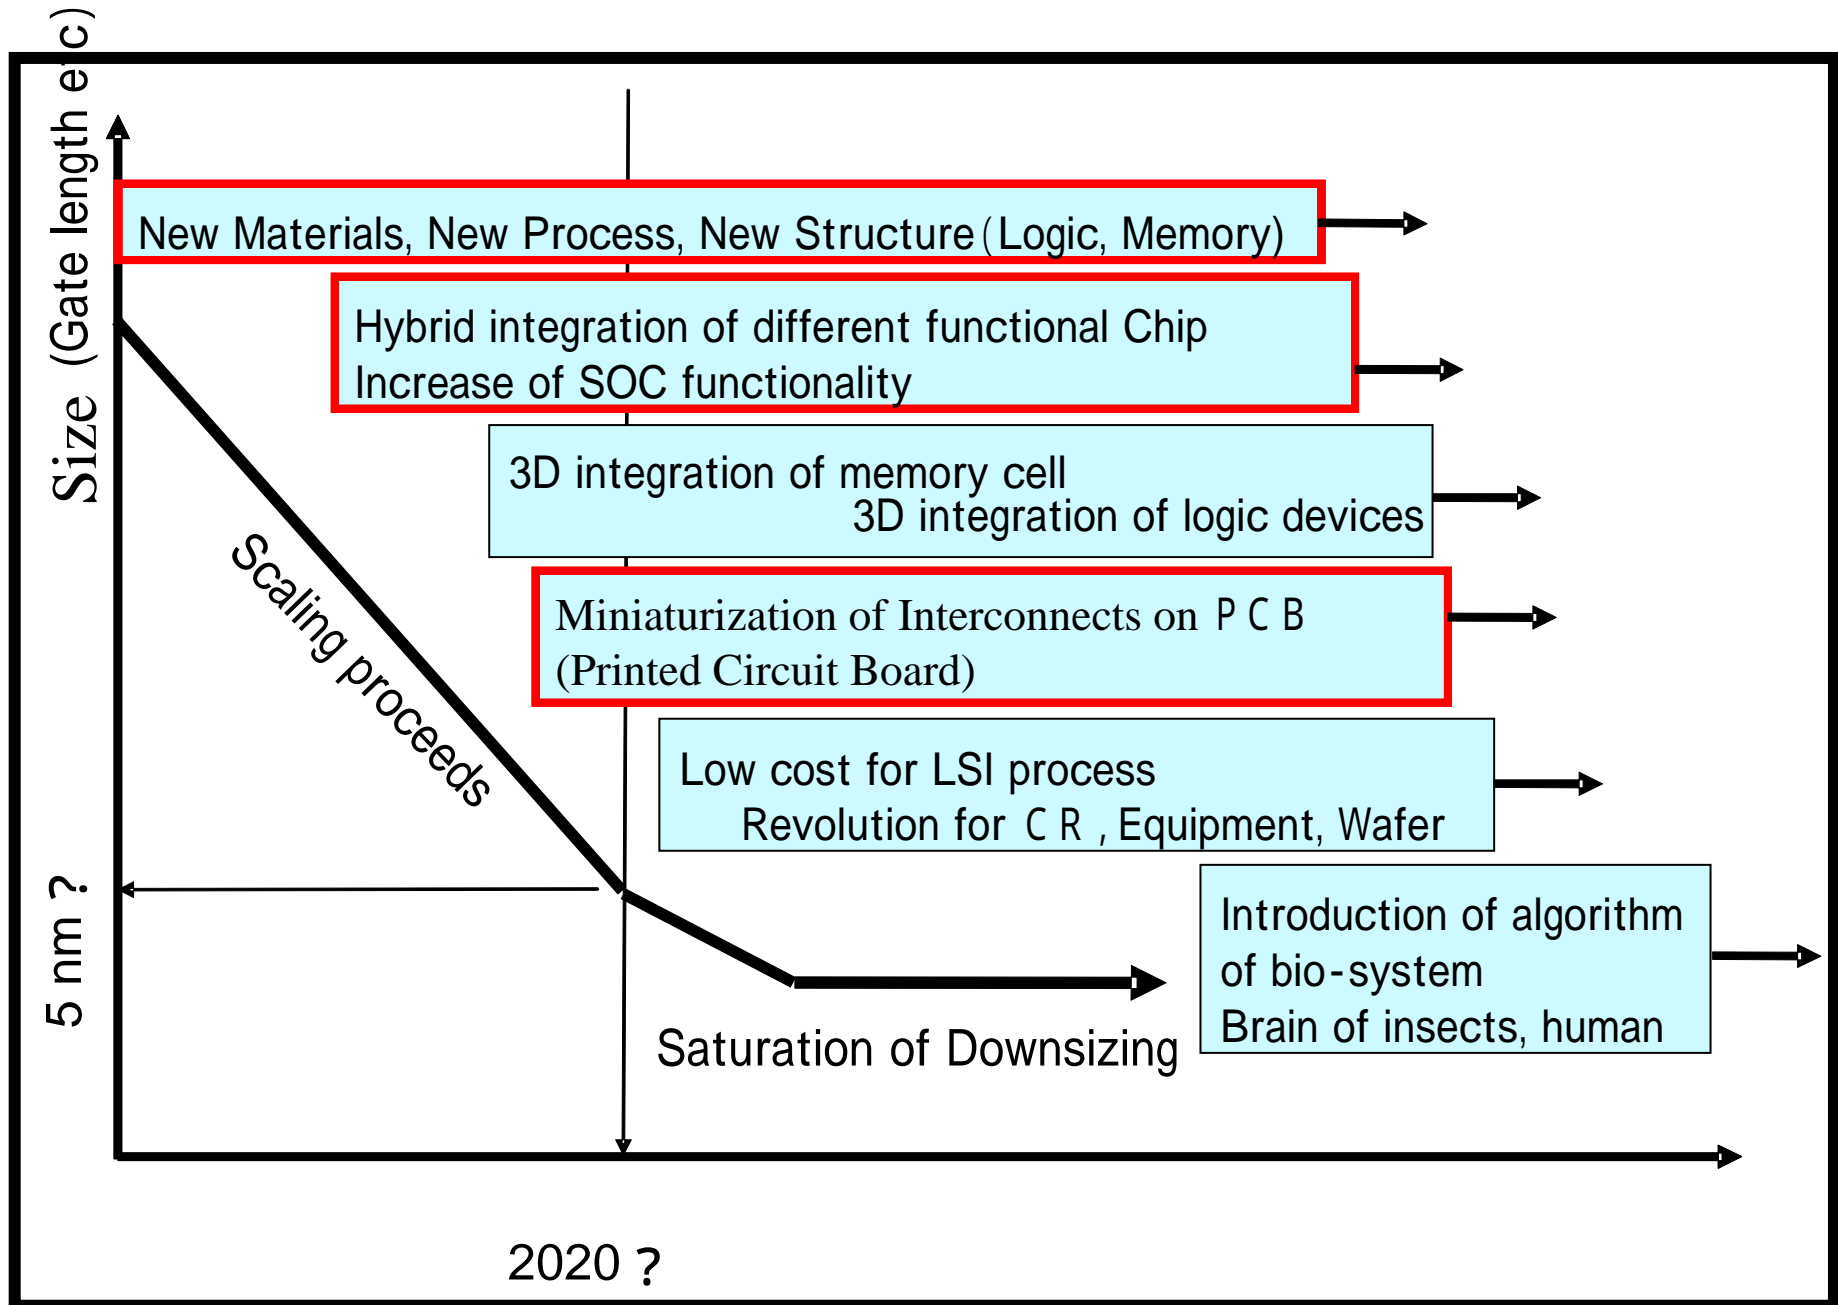 Size (Gate length etc)
New Materials, New Process, New Structure(Logic, Memory)
Hybrid integration of different functional Chip
Increase of SOC functionality
3D integration of memory cell
3D integration of logic devices
Scaling proceeds
Miniaturization of Interconnects on PCB
(Printed Circuit Board)
Low cost for LSI process
Revolution for CR, Equipment, Wafer
5 nm ?
Introduction of algorithm
of bio-system
Brain of insects, human
Saturation of Downsizing
2020 ?